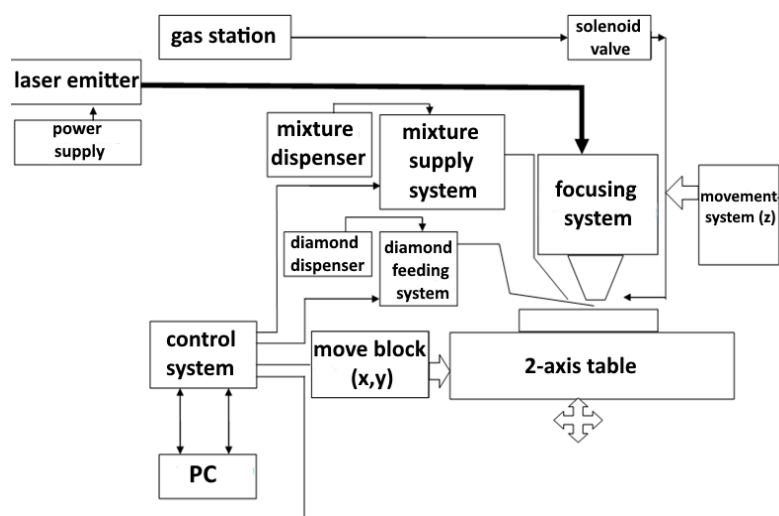 gas station
solenoid
valve
laser emitter
power
supply
mixture
dispenser
mixture
supply
system
focusing
system
movement
system (z)
diamond
dispenser
diamond
feeding
system
control
system
move block
(x,y)
2-axis table
PC